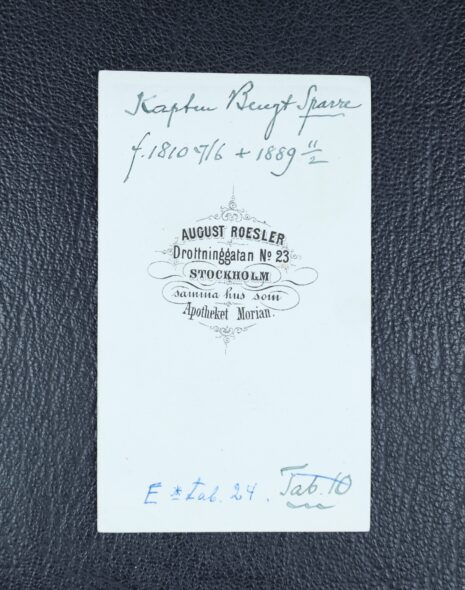 Kapten Bengt Sparre
f. 1810 7/6 + 1889 11/2
AUGUST ROESLER
Drottninggatan No 23
STOCKHOLM
samma hus som
Apotheket Morian.
E * tab. 24. Tab. 10